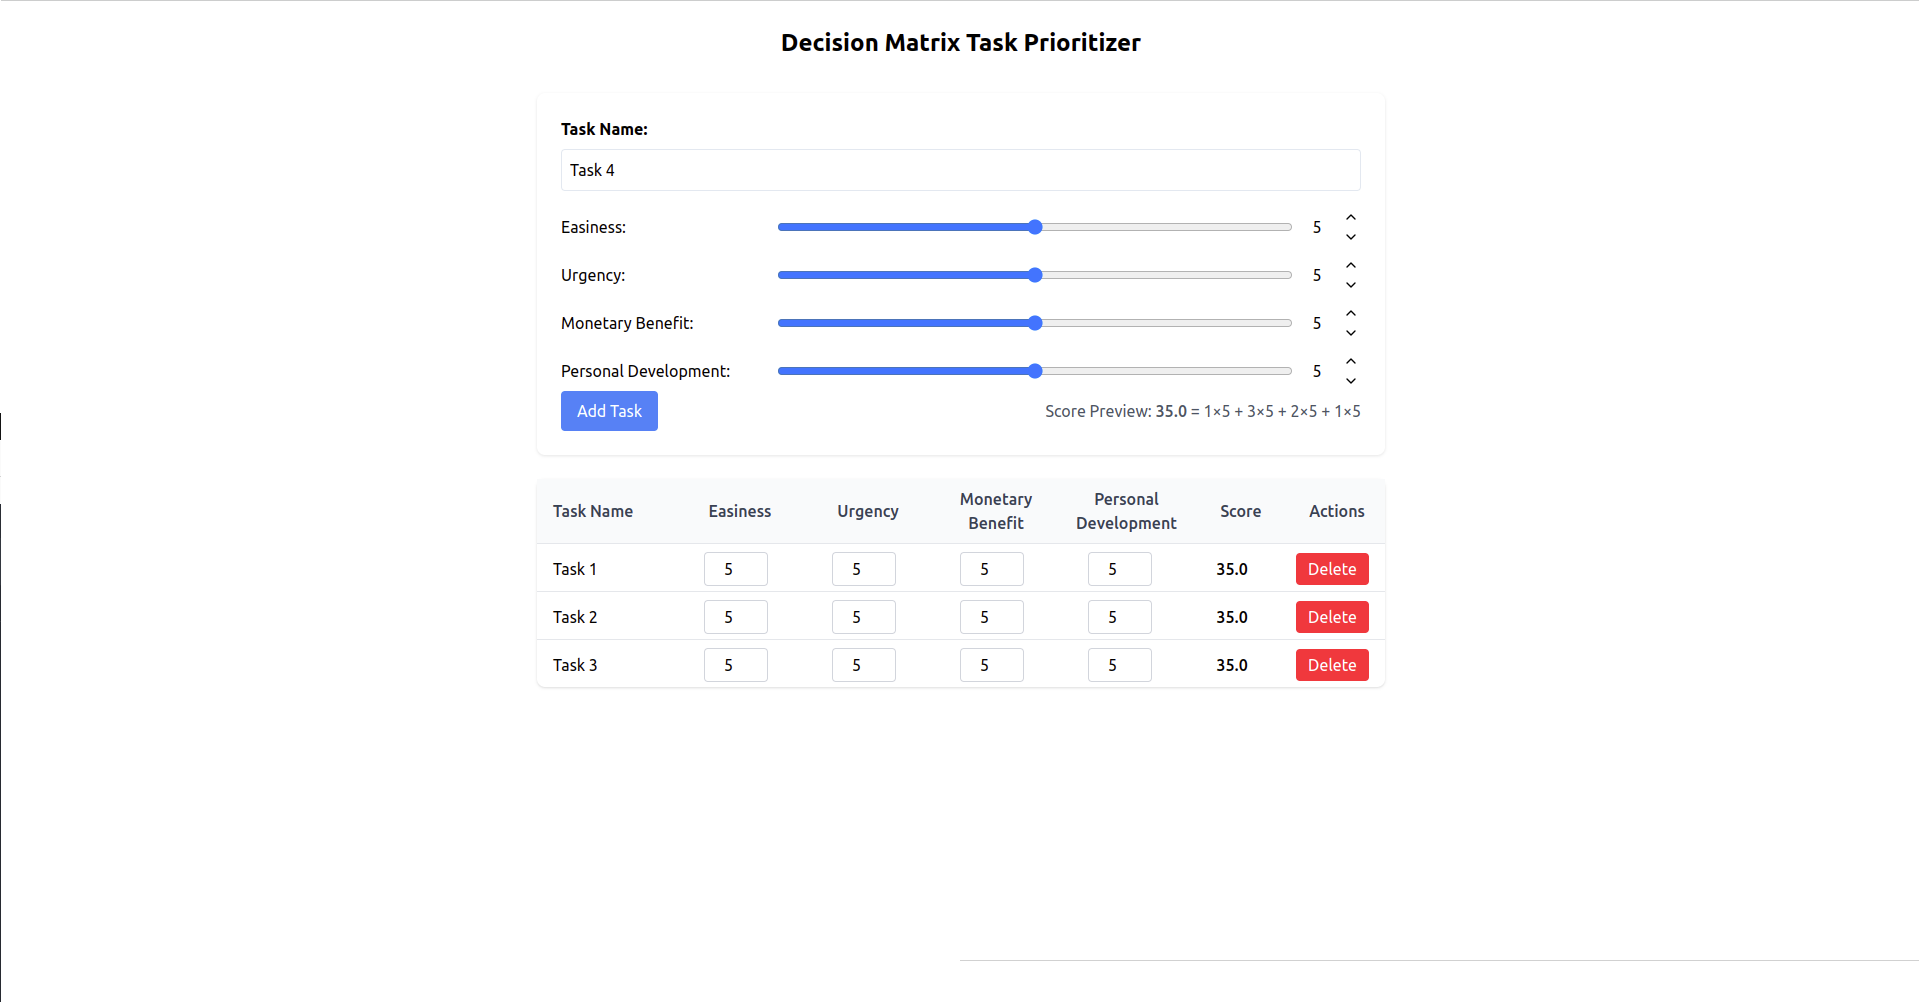 Decision Matrix Task Prioritizer
Task Name:
Task 4
Easiness: 5
Urgency: 5
Monetary Benefit: 5
Personal Development: 5
Add Task Score Preview: 35.0 = 1×5 + 3×5 + 2×5 + 1×5
Task Name Easiness Urgency Monetary Benefit Personal Development Score Actions
Task 1 5 5 5 5 35.0 Delete
Task 2 5 5 5 5 35.0 Delete
Task 3 5 5 5 5 35.0 Delete